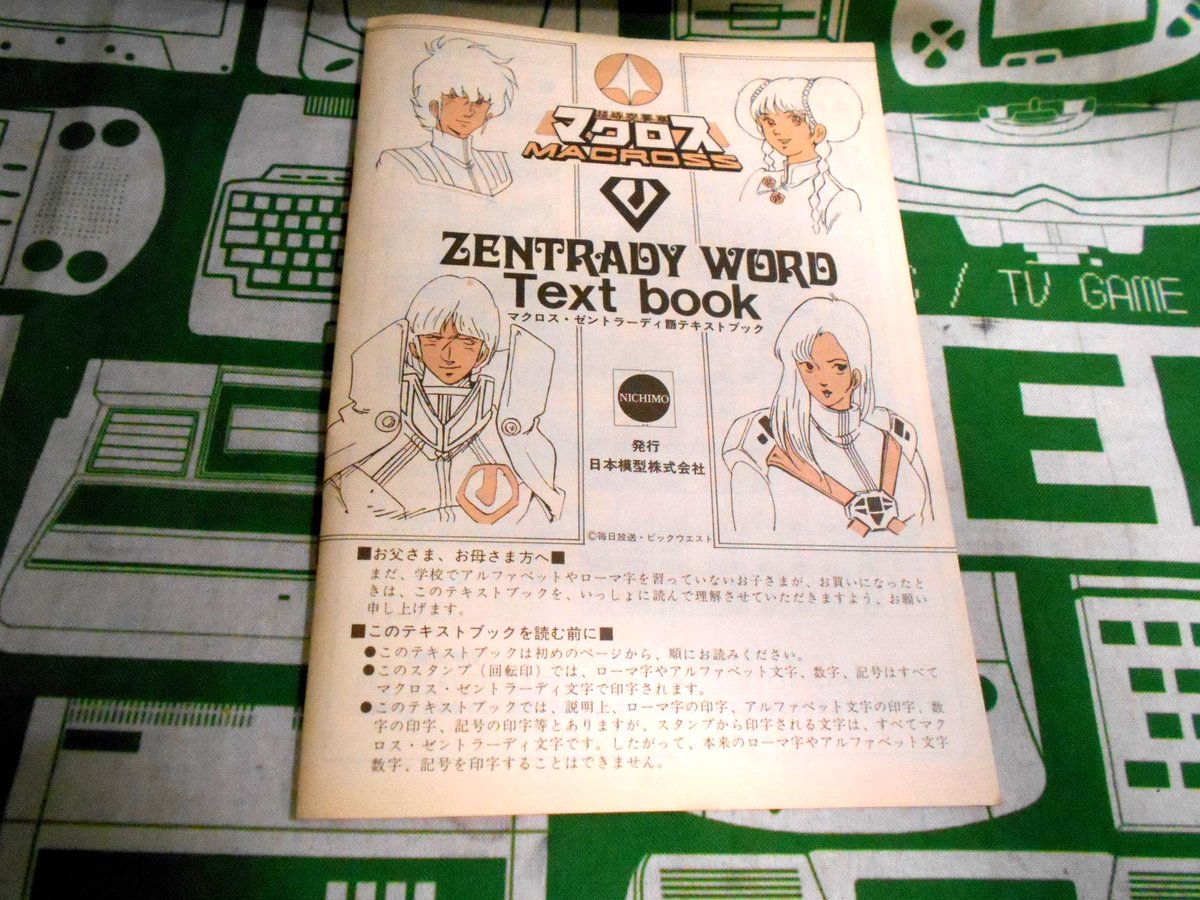 超時空要塞
マクロス
MACROSS
ZENTRADY WORD
Text book
マクロス・ゼントラーディ語テキストブック
NICHIMO
発行
日本模型株式会社
©毎日放送・ビックウエスト
■お父さま、お母さま方へ■
まだ、学校でアルファベットやローマ字を習っていないお子さまが、お買いになったと
きは、このテキストブックを、いっしょに読んで理解させていただきますよう、お願い
申し上げます。
■このテキストブックを読む前に■
●このテキストブックは初めのページから、順にお読みください。
●このスタンプ(回転印)では、ローマ字やアルファベット文字、数字、記号はすべて
マクロス・ゼントラーディ文字で印字されます。
●このテキストブックでは、説明上、ローマ字の印字、アルファベット文字の印字、数
字の印字、記号の印字等とありますが、スタンプから印字される文字は、すべてマク
ロス・ゼントラーディ文字です。したがって、本来のローマ字やアルファベット文字
数字、記号を印字することはできません。
/ TV GAME
E